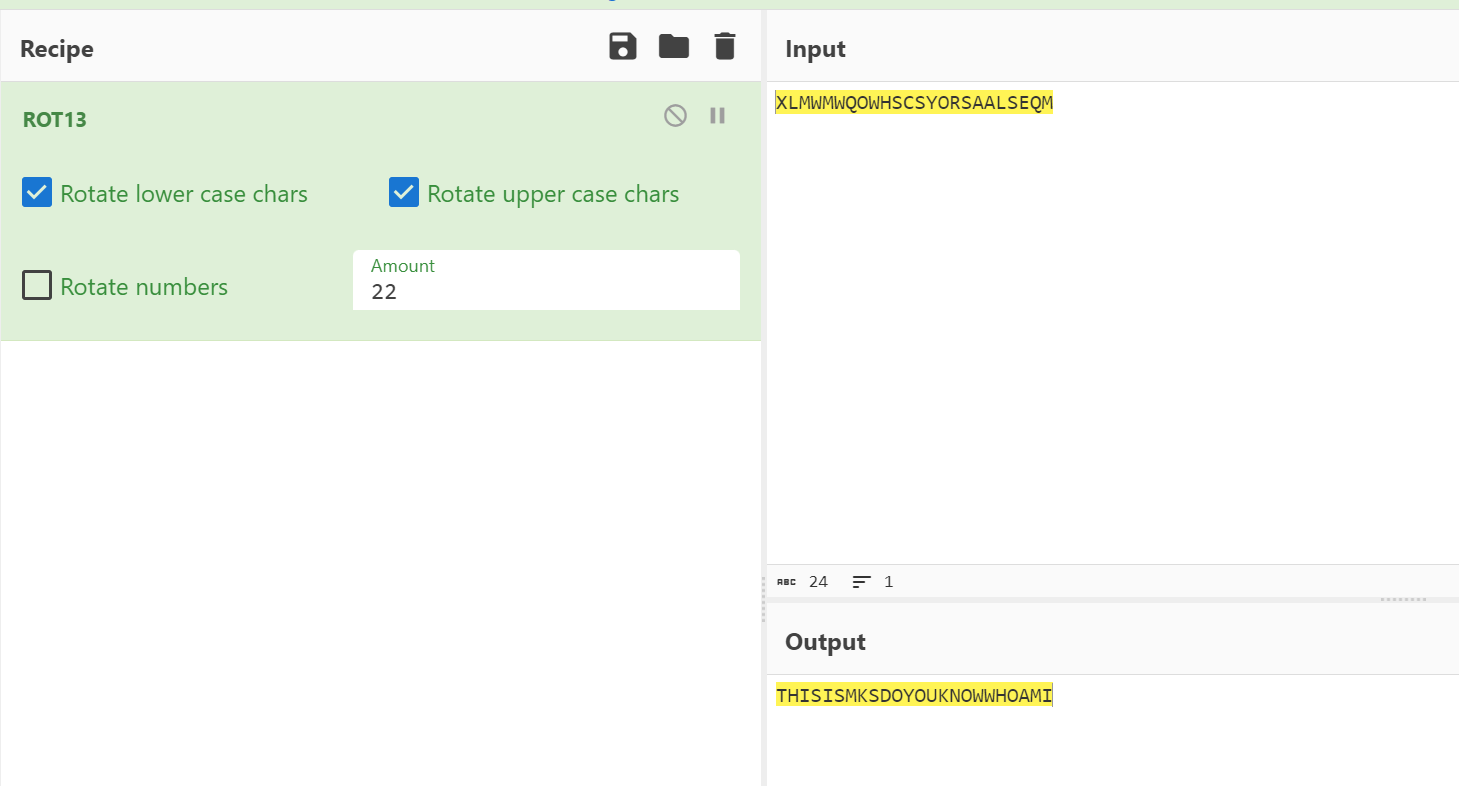 Recipe
ROT13
Rotate lower case chars
Rotate upper case chars
Rotate numbers
Amount
22
Input
XLMWMWQOWHSCSYORSAALSEQM
ABC 24 1
Output
THISISMKSDOYOUKNOWWHOAMI